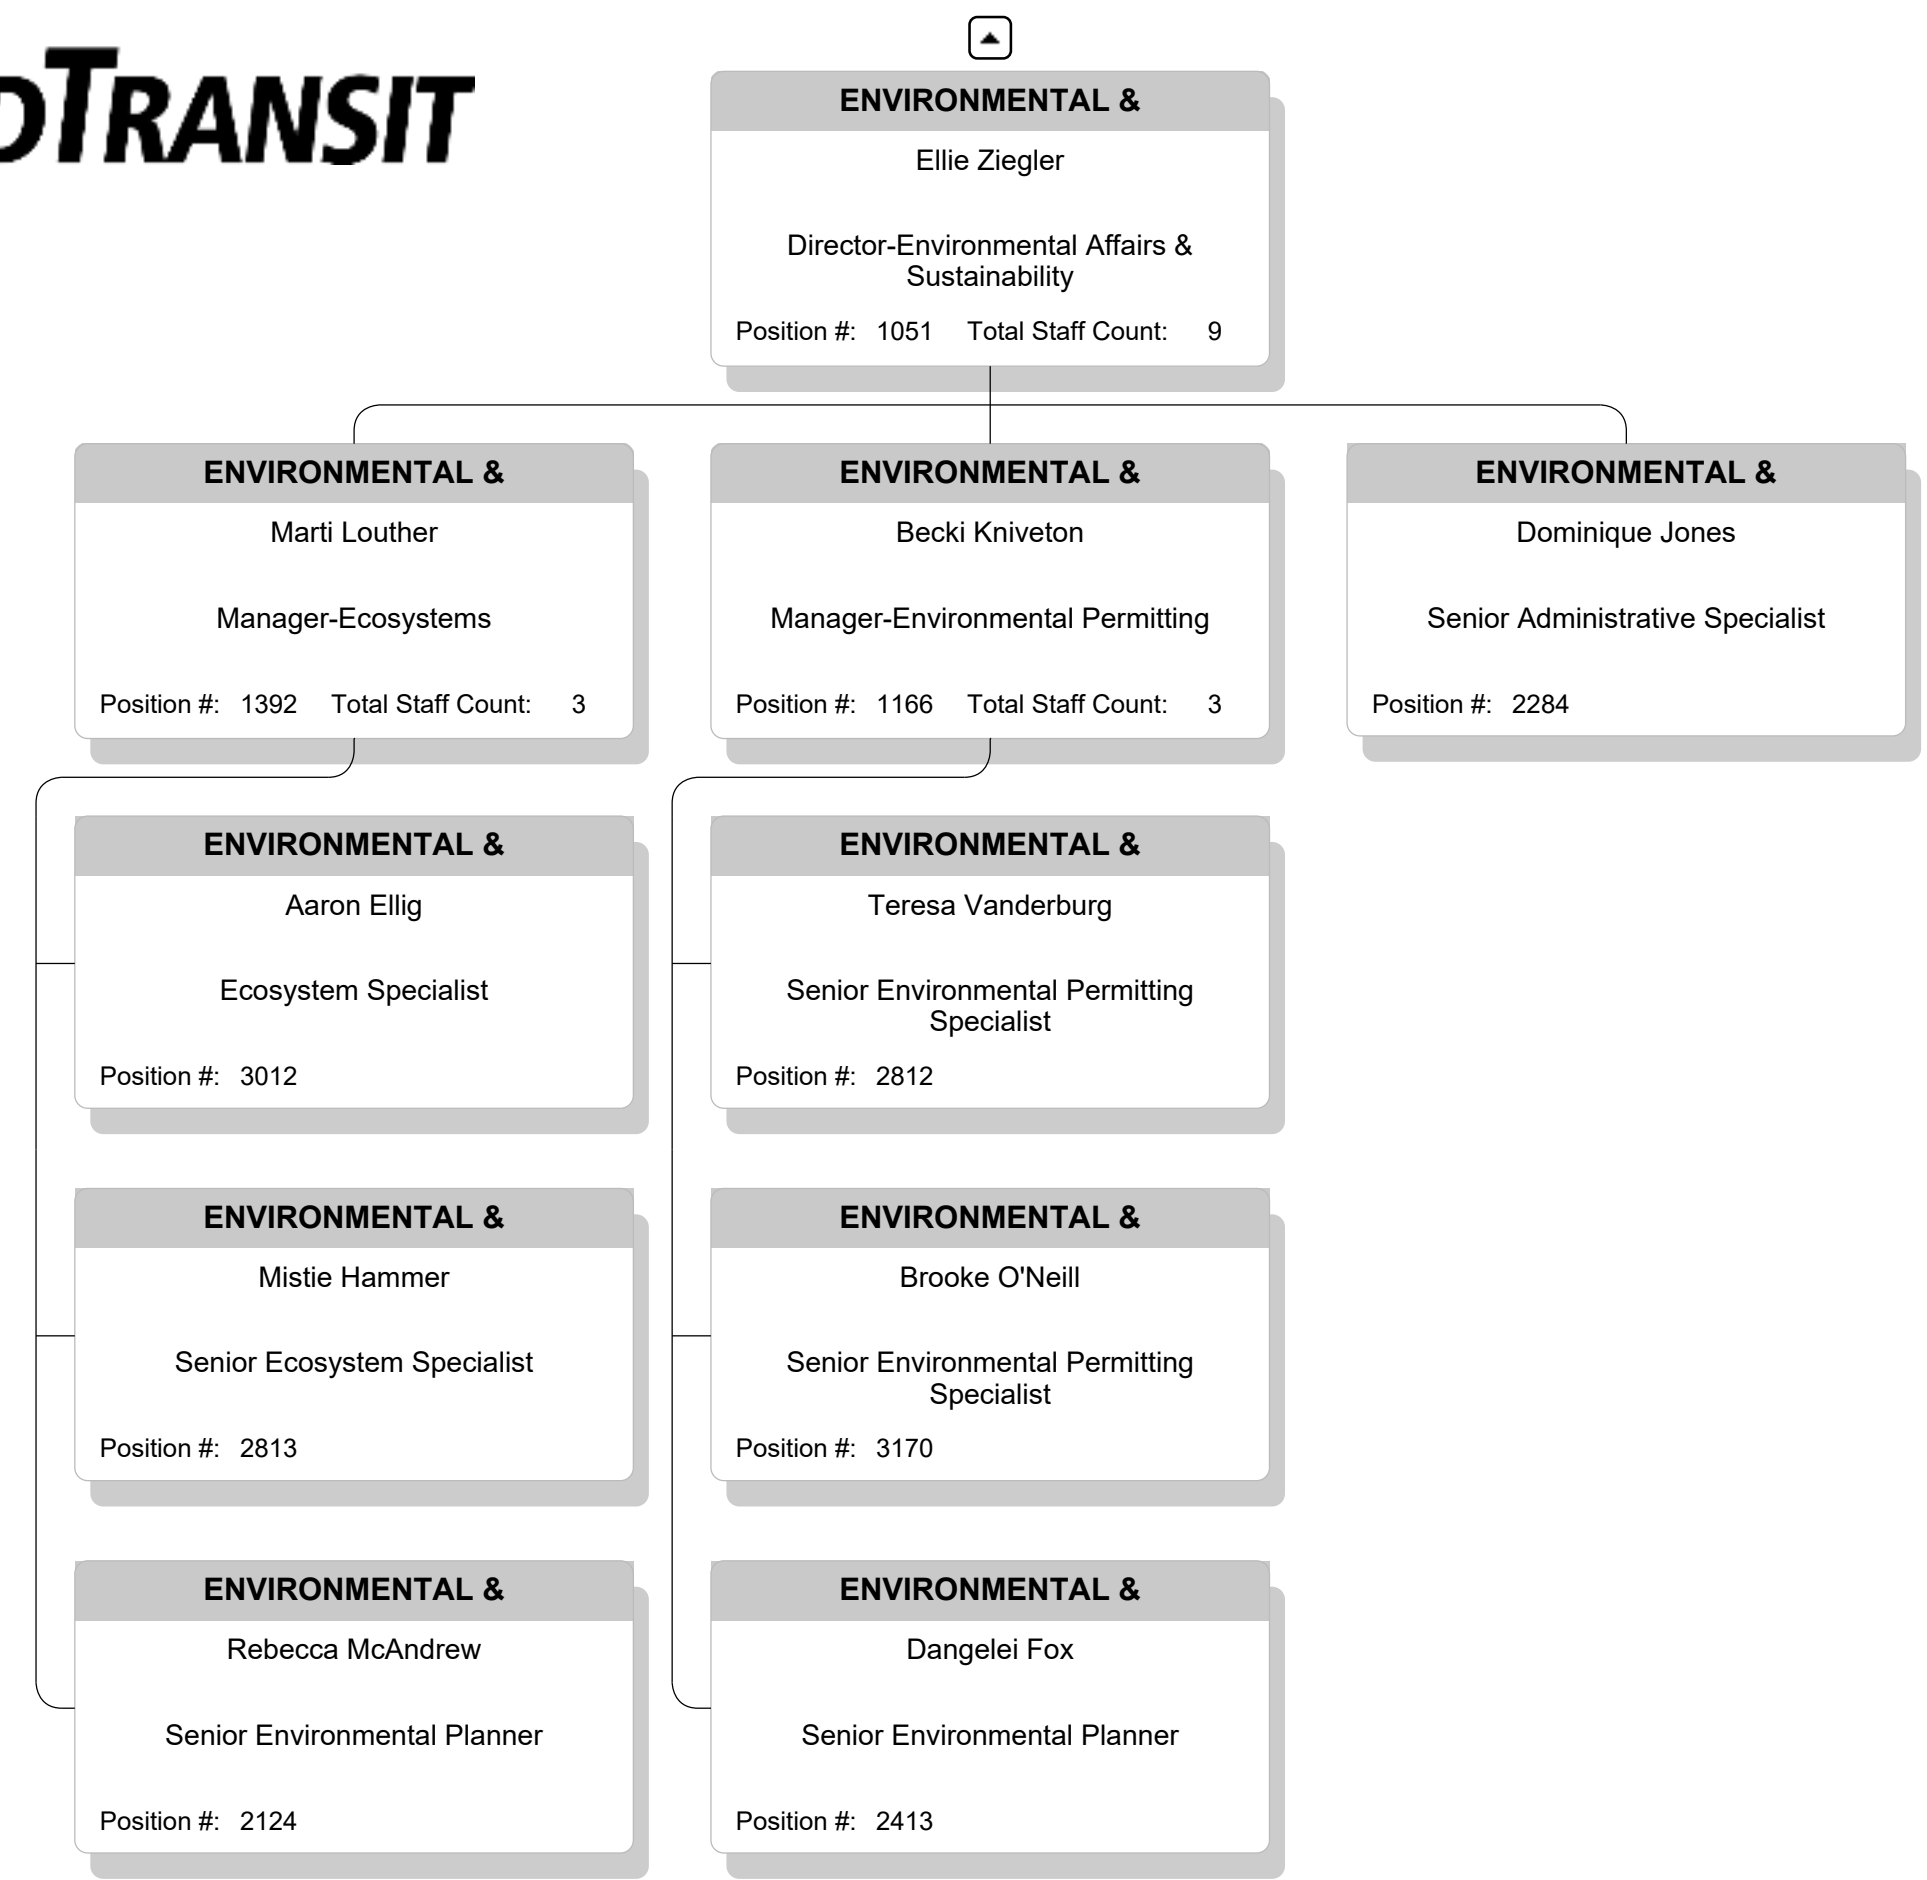 DTRANSIT
ENVIRONMENTAL &
Ellie Ziegler
Director-Environmental Affairs &
Sustainability
Position #: 1051 Total Staff Count: 9
ENVIRONMENTAL &
Marti Louther
Manager-Ecosystems
Position #: 1392 Total Staff Count: 3
ENVIRONMENTAL &
Becki Kniveton
Manager-Environmental Permitting
Position #: 1166 Total Staff Count: 3
ENVIRONMENTAL &
Dominique Jones
Senior Administrative Specialist
Position #: 2284
ENVIRONMENTAL &
Aaron Ellig
Ecosystem Specialist
Position #: 3012
ENVIRONMENTAL &
Teresa Vanderburg
Senior Environmental Permitting
Specialist
Position #: 2812
ENVIRONMENTAL &
Mistie Hammer
Senior Ecosystem Specialist
Position #: 2813
ENVIRONMENTAL &
Brooke O'Neill
Senior Environmental Permitting
Specialist
Position #: 3170
ENVIRONMENTAL &
Rebecca McAndrew
Senior Environmental Planner
Position #: 2124
ENVIRONMENTAL &
Dangelei Fox
Senior Environmental Planner
Position #: 2413